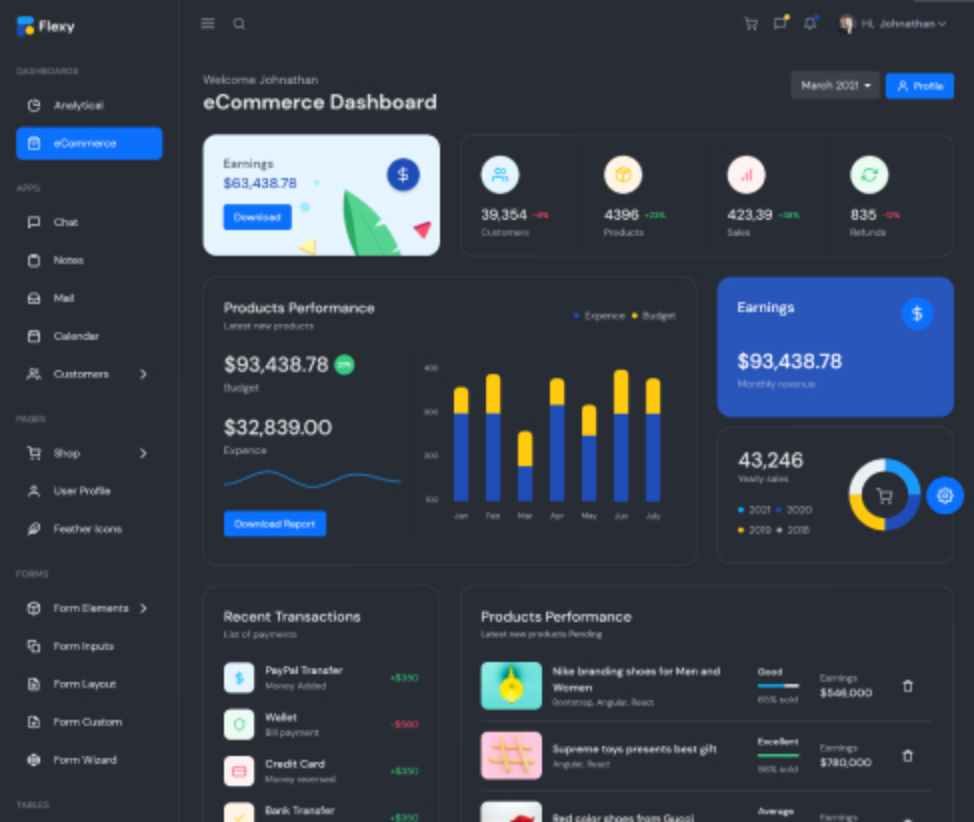 Flexy
Hi, Johnathan
DASHBOARDS
Analytical
eCommerce
APPS
Chat
Notes
Mail
Calender
Customers
PAGES
Shop
User Profile
Feather Icons
FORMS
Form Elements
Form Inputs
Form Layout
Form Custom
Form Wizard
TABLES
Welcome Johnathan
eCommerce Dashboard
March 2021
Profile
Earnings
$63,438.78
$
Download
39,354 -9%
Customers
4396 +23%
Products
423,39 +38%
Sales
835 -12%
Refunds
Products Performance
Latest new products
Expence Budget
$93,438.78
Budget
$32,839.00
Expence
Download Report
400
300
200
100
Jan Feb Mar Apr May Jun July
Earnings
$
$93,438.78
Monthly revenue
43,246
Yearly sales
2021 2020
2019 2018
Recent Transactions
List of payments
$
PayPal Transfer
Money Added
+$350
Wallet
Bill payment
-$560
Credit Card
Money reversed
+$350
Bank Transfer
+$350
Products Performance
Latest new products Pending
Nike branding shoes for Men and
Women
Bootstrap, Angular, React
Good
65% sold
Earnings
$546,000
Supreme toys presents best gift
Angular, React
Excellent
98% sold
Earnings
$780,000
Red color shoes from Gucci
Average
Earnings